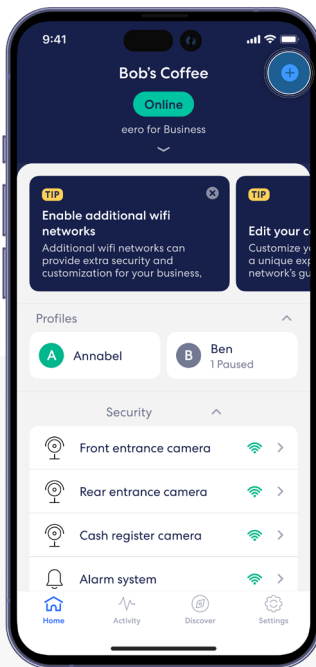 9:41
Bob's Coffee
Online
eero for Business
TIP
Enable additional wifi
networks
Additional wifi networks can
provide extra security and
customization for your business,
TIP
Edit your
Customize
a unique
network's
Profiles
A
Annabel
B
Ben
1 Paused
Security
Front entrance camera
Rear entrance camera
Cash register camera
Alarm system
Home
Activity
Discover
Settings